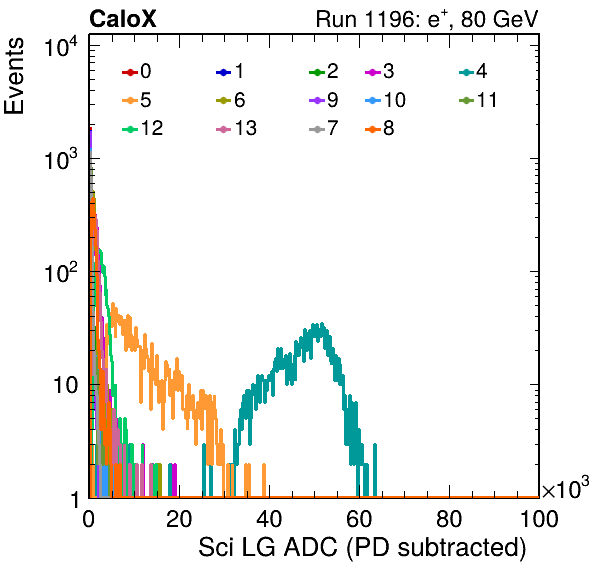 CaloX Run 1196: e⁺, 80 GeV
Events
10⁴
0 1 2 3 4
5 6 9 10 11
12 13 7 8
10³
10²
10
1
0 20 40 60 80 100
×10³
Sci LG ADC (PD subtracted)